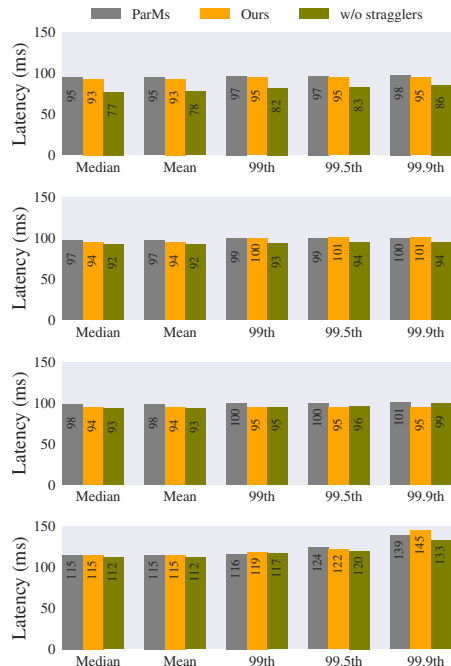 ParMs Ours w/o stragglers
Latency (ms)
150
100
50
0
95 93 77 95 93 78 97 95 82 97 95 83 98 95 86
Median Mean 99th 99.5th 99.9th
Latency (ms)
150
100
50
0
97 94 92 97 94 92 99 100 93 99 101 94 100 101 94
Median Mean 99th 99.5th 99.9th
Latency (ms)
150
100
50
0
98 94 93 98 94 93 100 95 95 100 95 96 101 95 99
Median Mean 99th 99.5th 99.9th
Latency (ms)
150
100
50
0
115 115 112 115 115 112 116 119 117 124 122 120 139 145 133
Median Mean 99th 99.5th 99.9th